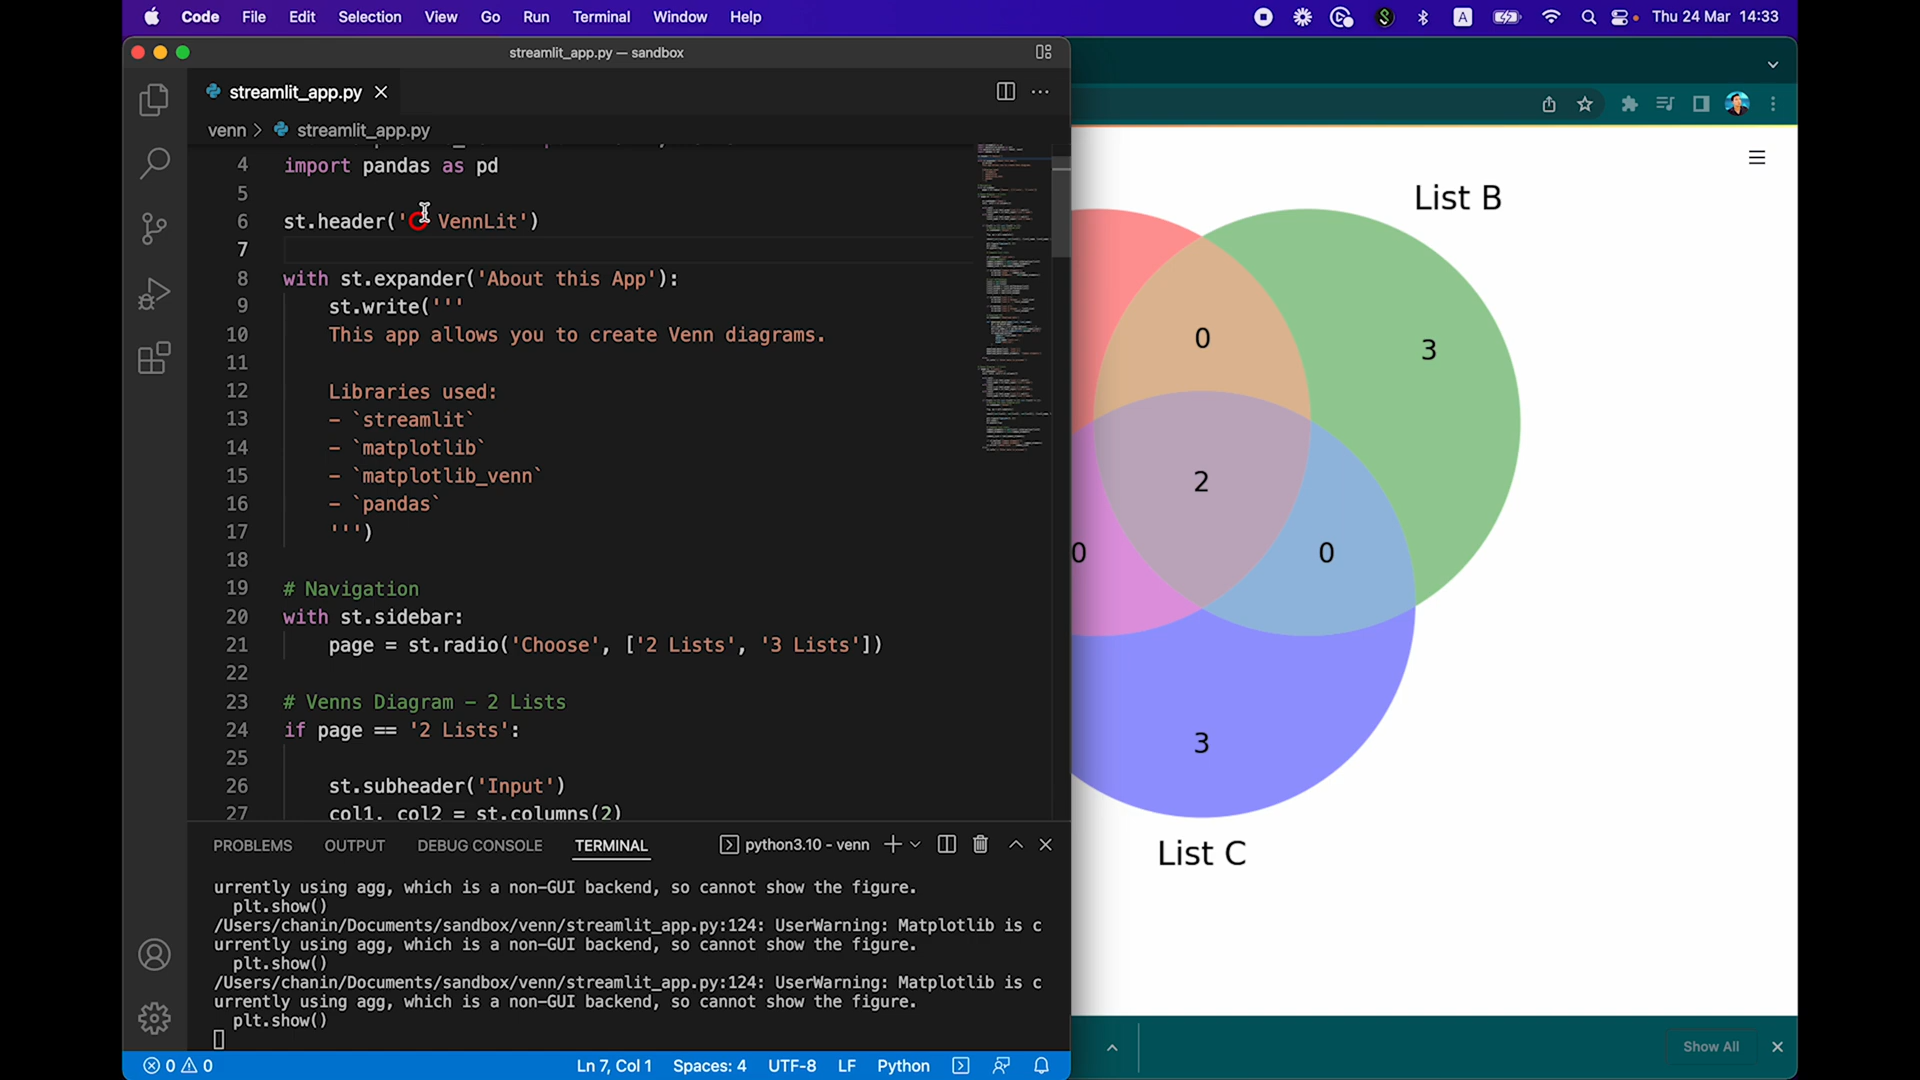 Code File Edit Selection View Go Run Terminal Window Help
A
Thu 24 Mar 14:33
streamlit_app.py — sandbox
streamlit_app.py
venn > streamlit_app.py
4 import pandas as pd
5
6 st.header('⭕ VennLit')
7
8 with st.expander('About this App'):
9 st.write('''
10 This app allows you to create Venn diagrams.
11
12 Libraries used:
13 - `streamlit`
14 - `matplotlib`
15 - `matplotlib_venn`
16 - `pandas`
17 ''')
18
19 # Navigation
20 with st.sidebar:
21 page = st.radio('Choose', ['2 Lists', '3 Lists'])
22
23 # Venns Diagram - 2 Lists
24 if page == '2 Lists':
25
26 st.subheader('Input')
27 col1, col2 = st.columns(2)
PROBLEMS OUTPUT DEBUG CONSOLE TERMINAL
python3.10 - venn
urrently using agg, which is a non-GUI backend, so cannot show the figure.
plt.show()
/Users/chanin/Documents/sandbox/venn/streamlit_app.py:124: UserWarning: Matplotlib is c
urrently using agg, which is a non-GUI backend, so cannot show the figure.
plt.show()
/Users/chanin/Documents/sandbox/venn/streamlit_app.py:124: UserWarning: Matplotlib is c
urrently using agg, which is a non-GUI backend, so cannot show the figure.
plt.show()
0 0
Ln 7, Col 1 Spaces: 4 UTF-8 LF Python
List B
0
3
2
0
0
3
List C
Show All